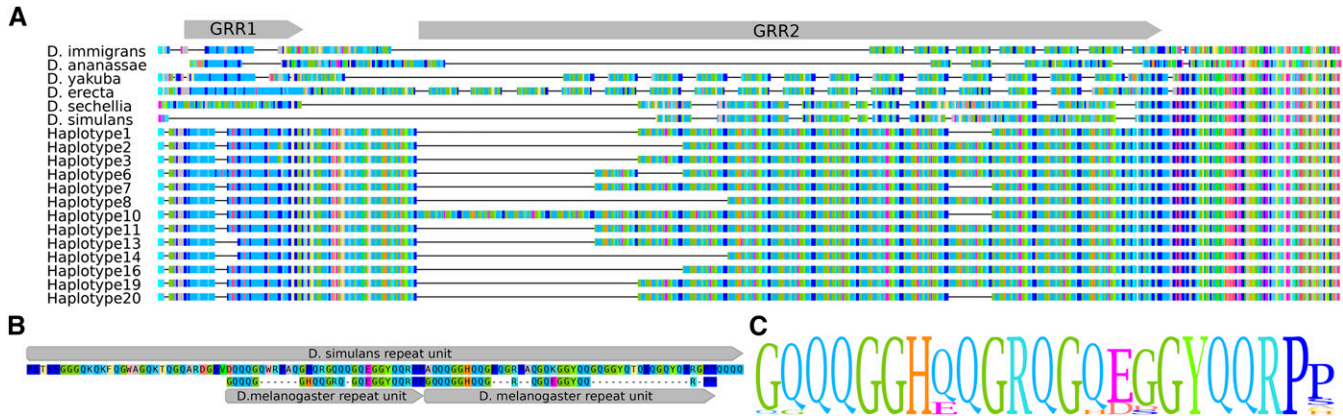 A
GRR1
GRR2
D. immigrans
D. ananassae
D. yakuba
D. erecta
D. sechellia
D. simulans
Haplotype1
Haplotype2
Haplotype3
Haplotype6
Haplotype7
Haplotype8
Haplotype10
Haplotype11
Haplotype13
Haplotype14
Haplotype16
Haplotype19
Haplotype20
B
D. simulans repeat unit
D.melanogaster repeat unit
D.melanogaster repeat unit
C
GQQQGGHQQGRQGQEGGYQQRPP